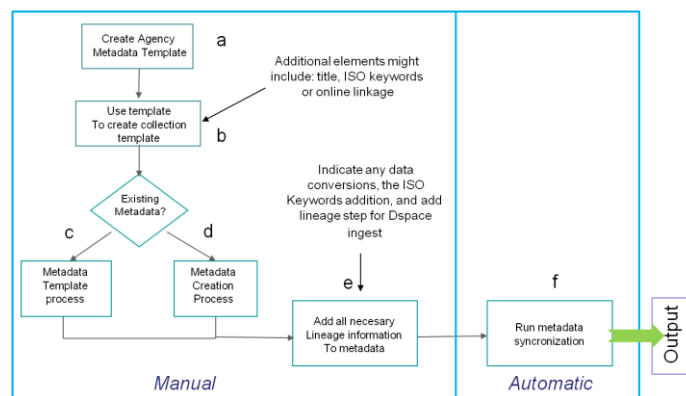 Create Agency
Metadata Template
a
Additional elements might
include: title, ISO keywords
or online linkage
Use template
To create collection
template
b
Indicate any data
conversions, the ISO
Keywords addition, and add
lineage step for Dspace
ingest
Existing
Metadata?
c
d
Metadata
Template
process
Metadata
Creation
Process
e
Add all necesary
Lineage information
To metadata
f
Run metadata
syncronization
Output
Manual
Automatic